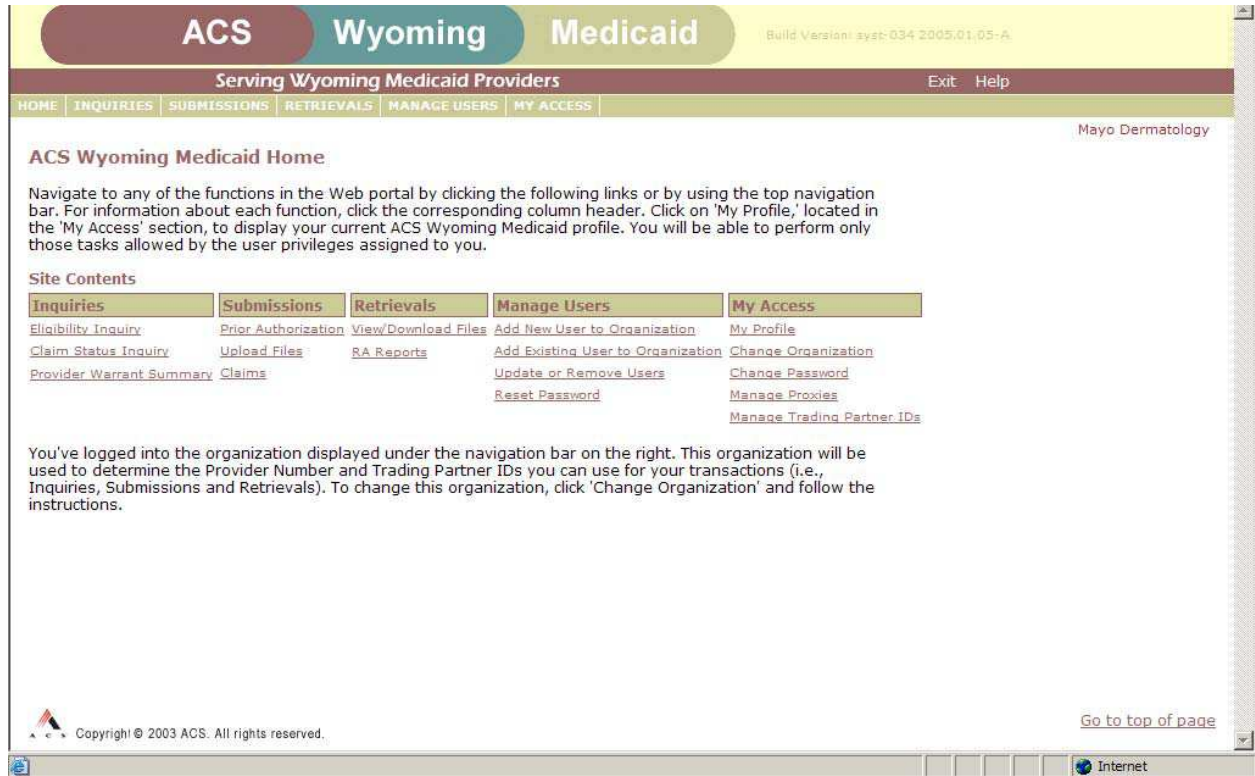 ACS Wyoming Medicaid Build Version: syst-034 2005.01.05-A
Serving Wyoming Medicaid Providers Exit Help
HOME INQUIRIES SUBMISSIONS RETRIEVALS MANAGE USERS MY ACCESS
Mayo Dermatology
ACS Wyoming Medicaid Home
Navigate to any of the functions in the Web portal by clicking the following links or by using the top navigation
bar. For information about each function, click the corresponding column header. Click on 'My Profile,' located in
the 'My Access' section, to display your current ACS Wyoming Medicaid profile. You will be able to perform only
those tasks allowed by the user privileges assigned to you.
Site Contents
Inquiries Submissions Retrievals Manage Users My Access
Eligibility Inquiry Prior Authorization View/Download Files Add New User to Organization My Profile
Claim Status Inquiry Upload Files RA Reports Add Existing User to Organization Change Organization
Provider Warrant Summary Claims Update or Remove Users Change Password
Reset Password Manage Proxies
Manage Trading Partner IDs
You've logged into the organization displayed under the navigation bar on the right. This organization will be
used to determine the Provider Number and Trading Partner IDs you can use for your transactions (i.e.,
Inquiries, Submissions and Retrievals). To change this organization, click 'Change Organization' and follow the
instructions.
Go to top of page
A C S Copyright © 2003 ACS. All rights reserved.
Internet